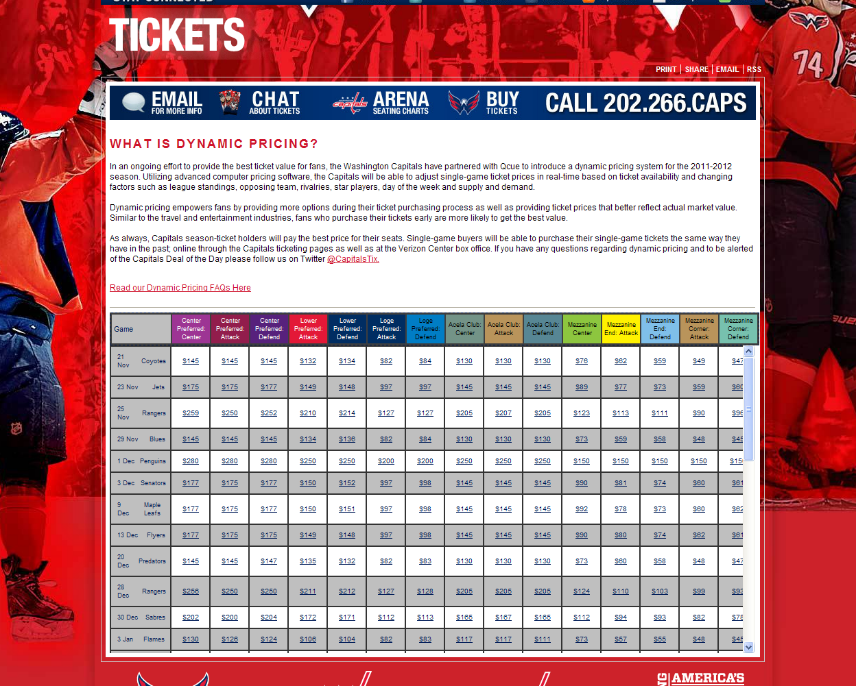 TICKETS
74
PRINT | SHARE | EMAIL | RSS
EMAIL FOR MORE INFO
CHAT ABOUT TICKETS
capitals ARENA SEATING CHARTS
BUY TICKETS
CALL 202.266.CAPS
WHAT IS DYNAMIC PRICING?
In an ongoing effort to provide the best ticket value for fans, the Washington Capitals have partnered with Qcue to introduce a dynamic pricing system for the 2011-2012
season. Utilizing advanced computer pricing software, the Capitals will be able to adjust single-game ticket prices in real-time based on ticket availability and changing
factors such as league standings, opposing team, rivalries, star players, day of the week and supply and demand.
Dynamic pricing empowers fans by providing more options during their ticket purchasing process as well as providing ticket prices that better reflect actual market value.
Similar to the travel and entertainment industries, fans who purchase their tickets early are more likely to get the best value.
As always, Capitals season-ticket holders will pay the best price for their seats. Single-game buyers will be able to purchase their single-game tickets the same way they
have in the past; online through the Capitals ticketing pages as well as at the Verizon Center box office. If you have any questions regarding dynamic pricing and to be alerted
of the Capitals Deal of the Day please follow us on Twitter @CapitalsTix.
Read our Dynamic Pricing FAQs Here
Game Center Preferred: Center Center Preferred: Attack Center Preferred: Defend Lower Preferred: Attack Lower Preferred: Defend Loge Preferred: Attack Loge Preferred: Defend Acela Club: Center Acela Club: Attack Acela Club: Defend Mezzanine Center Mezzanine End: Attack Mezzanine End: Defend Mezzanine Corner: Attack Mezzanine Corner: Defend
21 Nov Coyotes $145 $145 $145 $132 $134 $82 $84 $130 $130 $130 $76 $62 $59 $49 $47
23 Nov Jets $175 $175 $177 $149 $148 $97 $97 $145 $145 $145 $89 $77 $73 $59 $60
25 Nov Rangers $259 $250 $252 $210 $214 $127 $127 $205 $207 $205 $123 $113 $111 $90 $96
29 Nov Blues $145 $145 $145 $134 $136 $82 $84 $130 $130 $130 $73 $59 $58 $48
1 Dec Penguins $280 $280 $280 $250 $250 $200 $200 $250 $250 $250 $150 $150 $150 $150
3 Dec Senators $177 $175 $177 $150 $152 $97 $98 $145 $145 $145 $90 $81 $74 $60 $61
9 Dec Maple Leafs $177 $175 $177 $150 $151 $97 $98 $145 $145 $145 $92 $78 $73 $60 $62
13 Dec Flyers $177 $175 $175 $149 $148 $97 $98 $145 $145 $145 $90 $80 $74 $62 $61
20 Dec Predators $145 $145 $147 $135 $132 $82 $83 $130 $130 $130 $73 $60 $58 $48 $47
28 Dec Rangers $256 $250 $250 $211 $212 $127 $128 $205 $205 $205 $124 $110 $103 $99
30 Dec Sabres $202 $200 $204 $172 $171 $112 $113 $165 $167 $165 $112 $94 $93 $82 $78
3 Jan Flames $130 $126 $124 $106 $104 $82 $83 $117 $117 $111 $73 $57 $55 $48
AMERICA'S